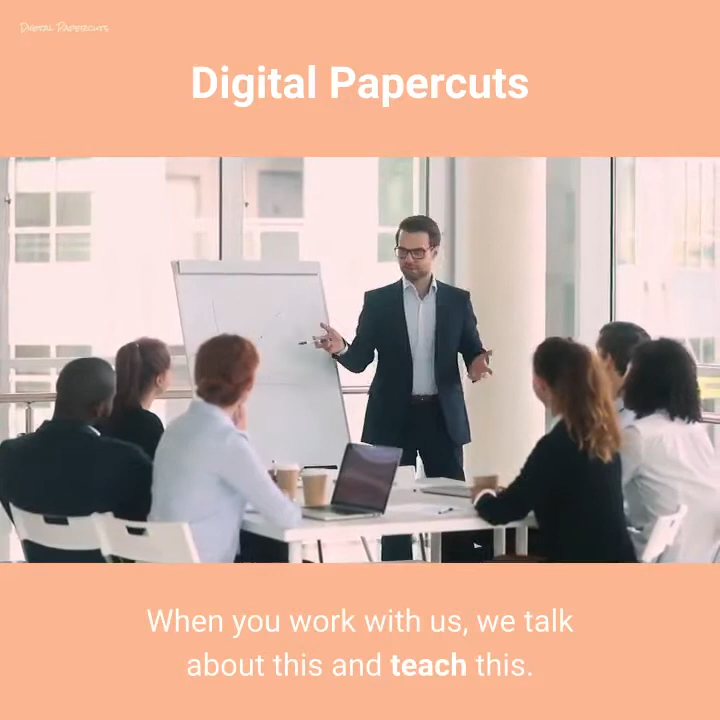 Digital Papercuts
Digital Papercuts
When you work with us, we talk
about this and teach this.